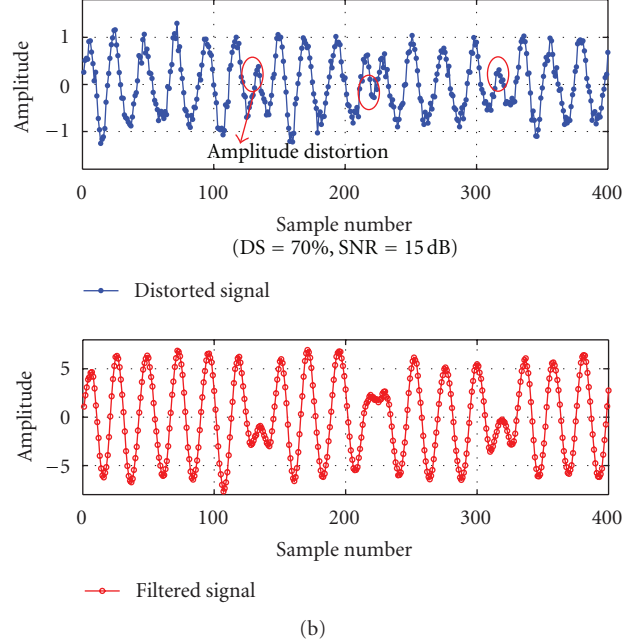 Amplitude
1
0
−1
Amplitude distortion
0 100 200 300 400
Sample number
(DS = 70%, SNR = 15 dB)
Distorted signal
Amplitude
5
0
−5
0 100 200 300 400
Sample number
Filtered signal
(b)